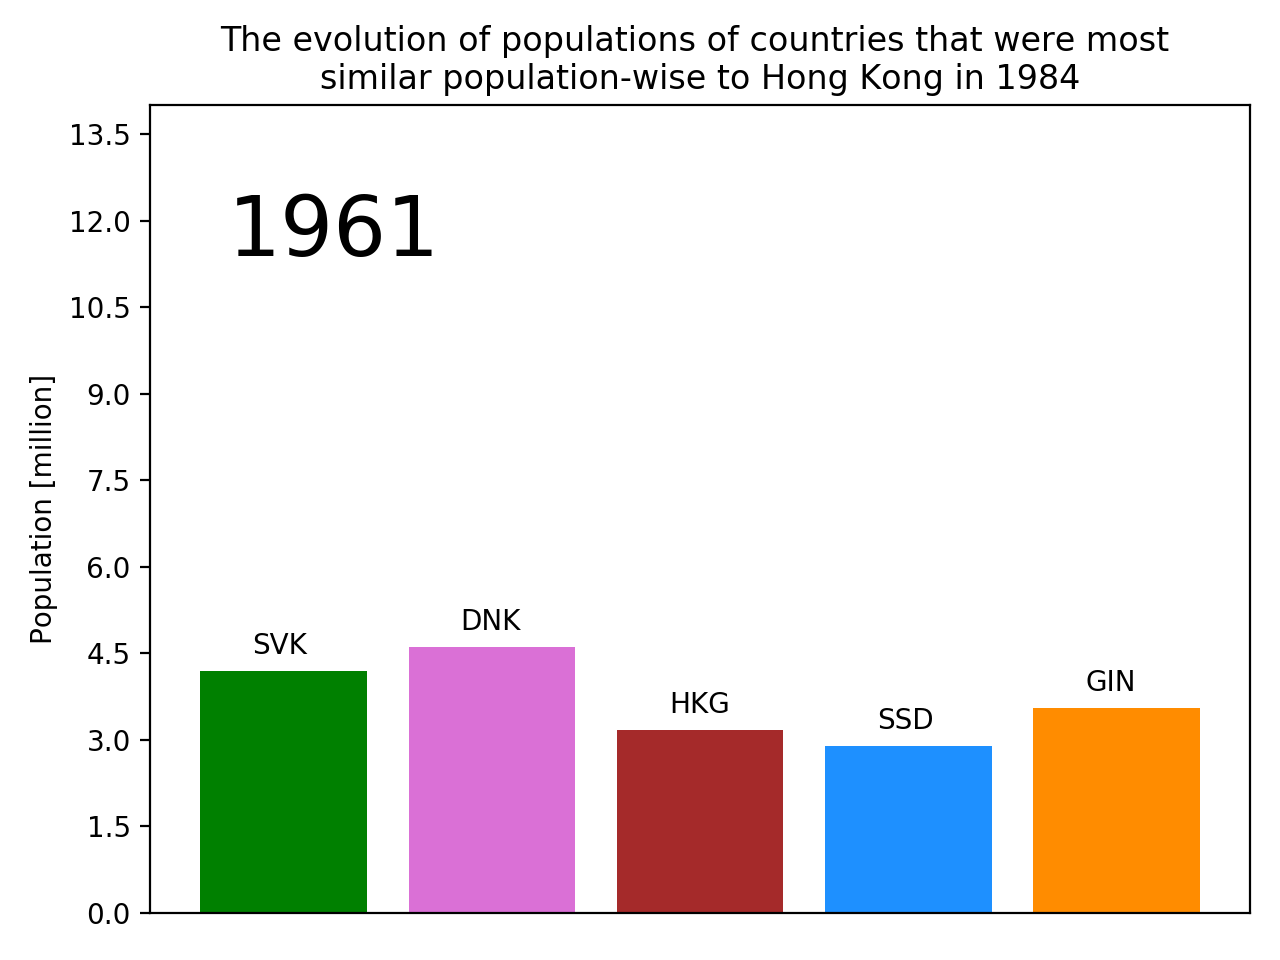 The evolution of populations of countries that were most
similar population-wise to Hong Kong in 1984
13.5
12.0
10.5
9.0
7.5
6.0
4.5
3.0
1.5
0.0
Population [million]
1961
SVK
DNK
HKG
SSD
GIN